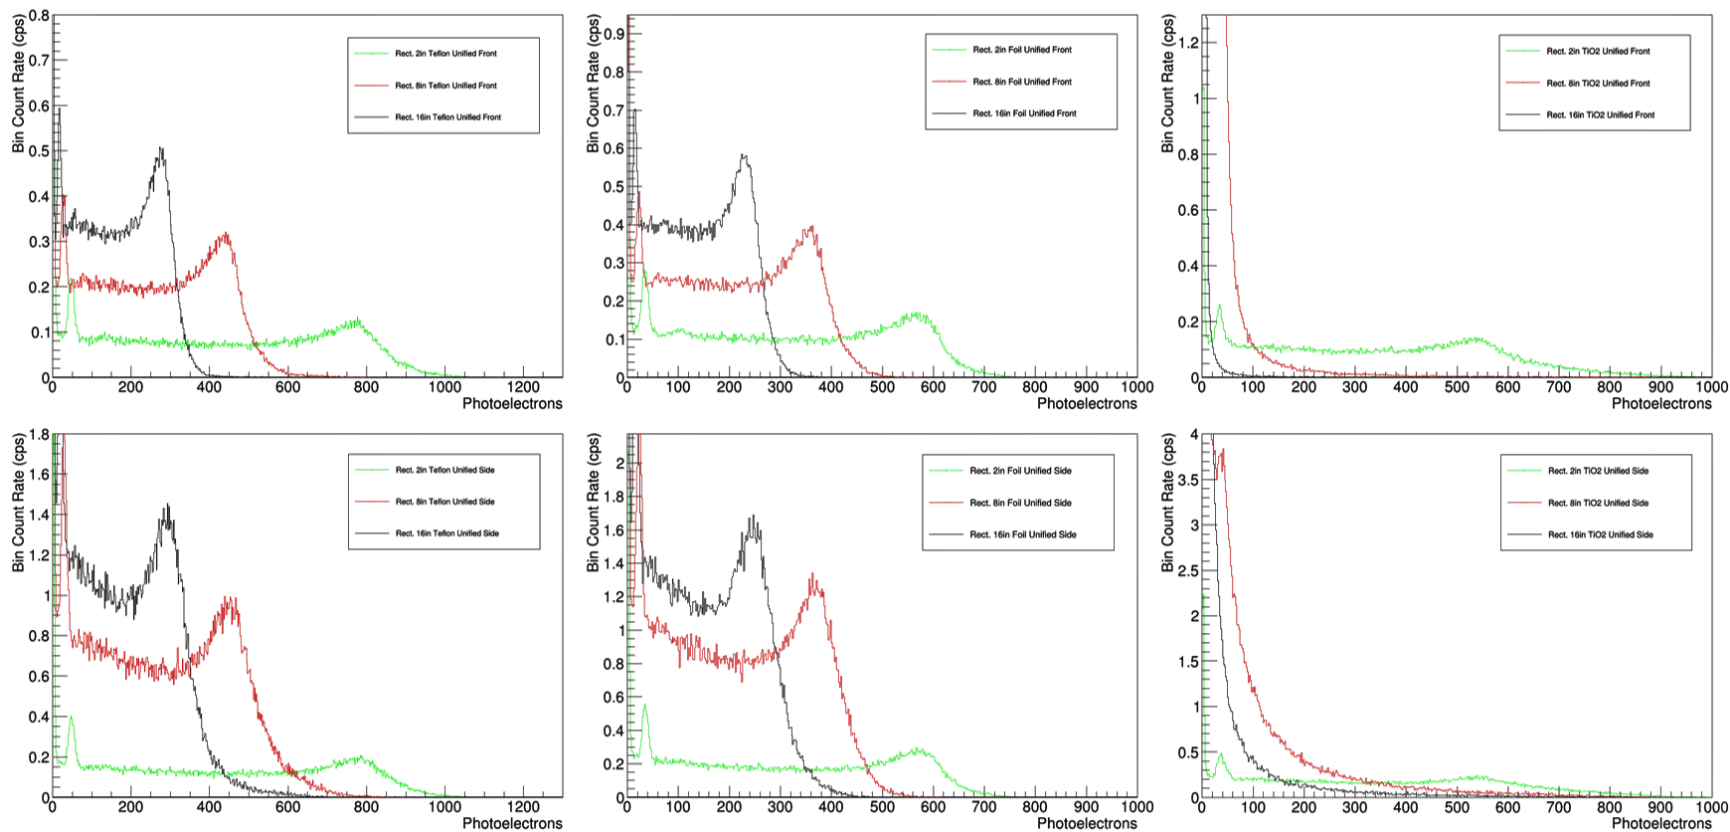 Bin Count Rate (cps)
0.8
0.7
0.6
0.5
0.4
0.3
0.2
0.1
0
0 200 400 600 800 1000 1200
Photoelectrons
Rect. 2in Teflon Unified Front
Rect. 8in Teflon Unified Front
Rect. 16in Teflon Unified Front
Bin Count Rate (cps)
0.9
0.8
0.7
0.6
0.5
0.4
0.3
0.2
0.1
0
0 100 200 300 400 500 600 700 800 900 1000
Photoelectrons
Rect. 2in Foil Unified Front
Rect. 8in Foil Unified Front
Rect. 16in Foil Unified Front
Bin Count Rate (cps)
1.2
1
0.8
0.6
0.4
0.2
0
0 100 200 300 400 500 600 700 800 900 1000
Photoelectrons
Rect. 2in TiO2 Unified Front
Rect. 8in TiO2 Unified Front
Rect. 16in TiO2 Unified Front
Bin Count Rate (cps)
1.8
1.6
1.4
1.2
1
0.8
0.6
0.4
0.2
0
0 200 400 600 800 1000 1200
Photoelectrons
Rect. 2in Teflon Unified Side
Rect. 8in Teflon Unified Side
Rect. 16in Teflon Unified Side
Bin Count Rate (cps)
2
1.8
1.6
1.4
1.2
1
0.8
0.6
0.4
0.2
0
0 100 200 300 400 500 600 700 800 900 1000
Photoelectrons
Rect. 2in Foil Unified Side
Rect. 8in Foil Unified Side
Rect. 16in Foil Unified Side
Bin Count Rate (cps)
4
3.5
3
2.5
2
1.5
1
0.5
0
0 100 200 300 400 500 600 700 800 900 1000
Photoelectrons
Rect. 2in TiO2 Unified Side
Rect. 8in TiO2 Unified Side
Rect. 16in TiO2 Unified Side